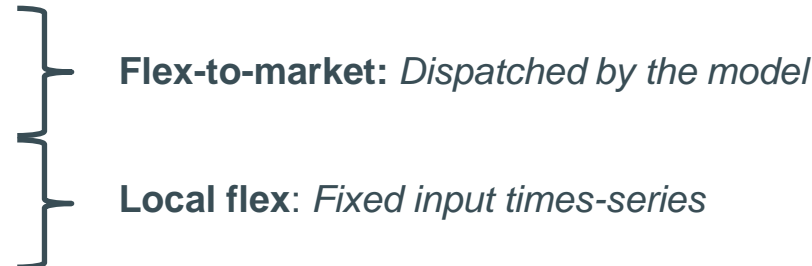 Flex-to-market: Dispatched by the model
Local flex: Fixed input times-series